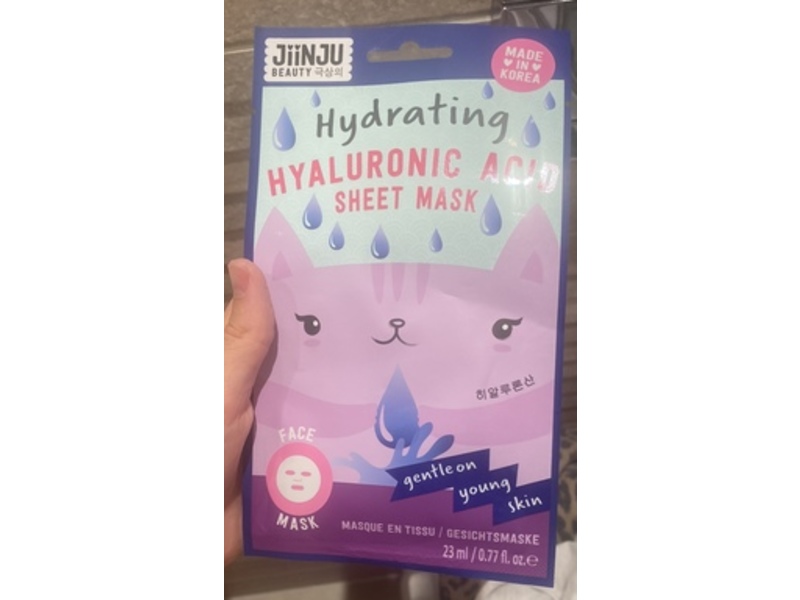 JiiNJU
BEAUTY 극상의
MADE
IN
KOREA
Hydrating
HYALURONIC ACID
SHEET MASK
히알루론산
FACE
MASK
gentle on
young
skin
MASQUE EN TISSU / GESICHTSMASKE
23 ml / 0.77 fl. oz. ℮